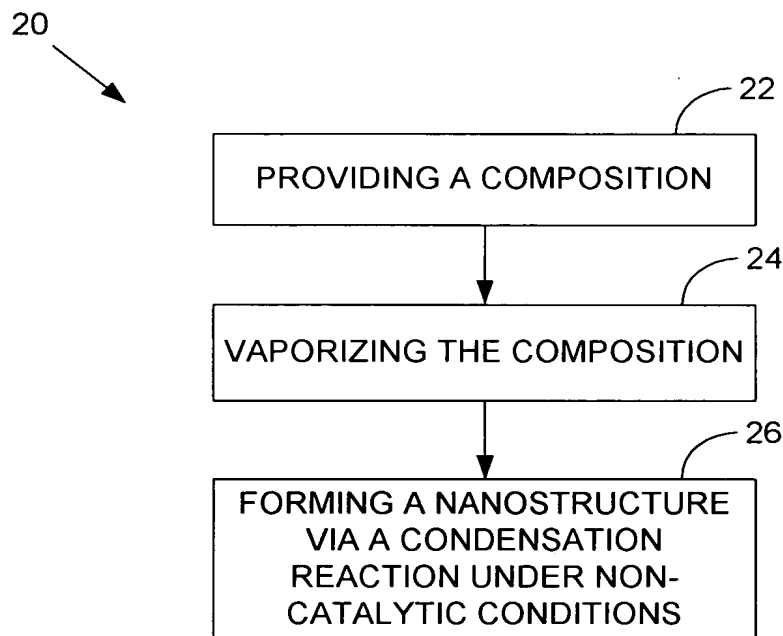 20
22
PROVIDING A COMPOSITION
24
VAPORIZING THE COMPOSITION
26
FORMING A NANOSTRUCTURE
VIA A CONDENSATION
REACTION UNDER NON-
CATALYTIC CONDITIONS